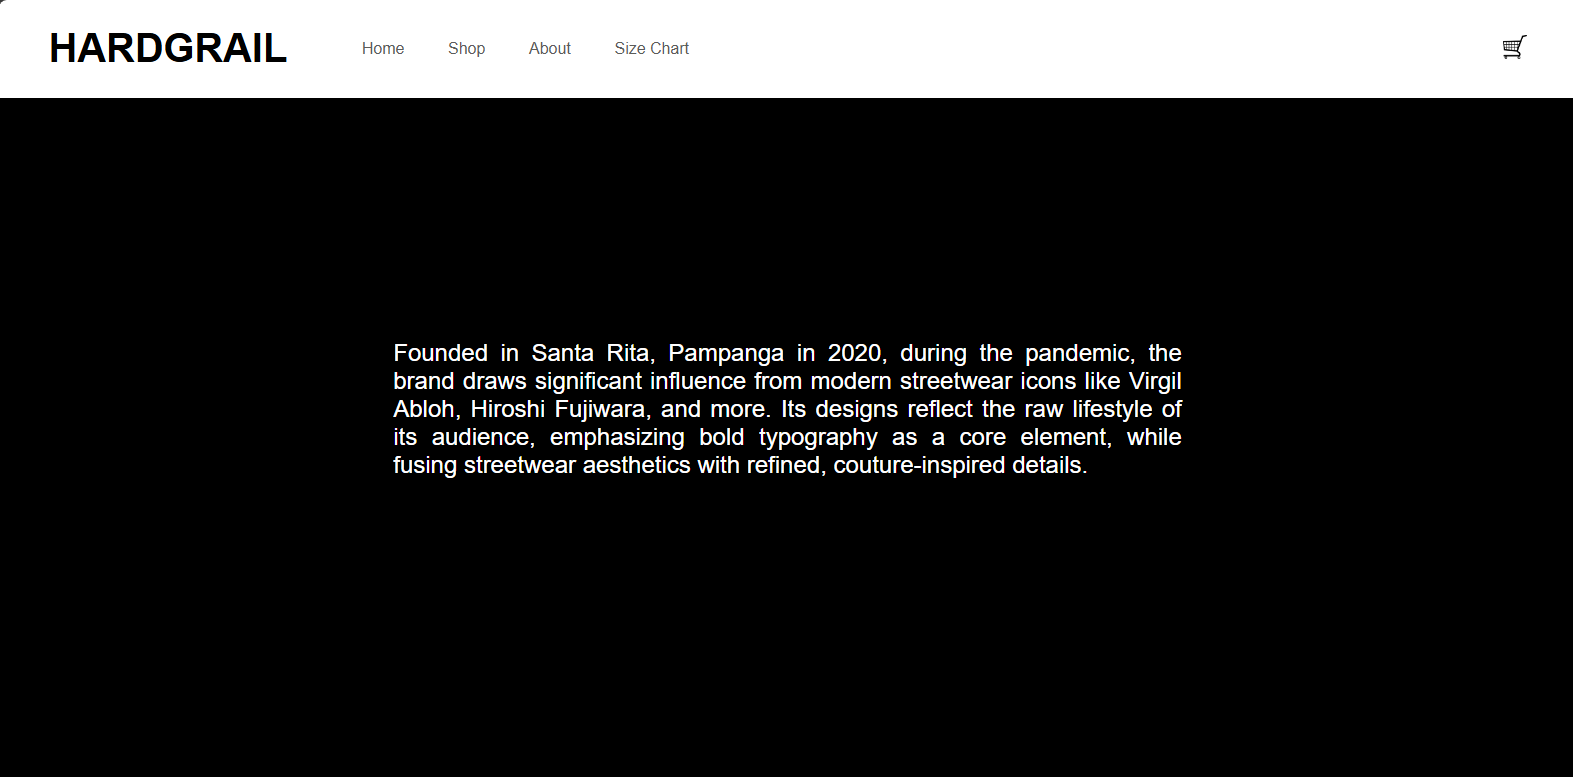 HARDGRAIL
Home Shop About Size Chart
Founded in Santa Rita, Pampanga in 2020, during the pandemic, the
brand draws significant influence from modern streetwear icons like Virgil
Abloh, Hiroshi Fujiwara, and more. Its designs reflect the raw lifestyle of
its audience, emphasizing bold typography as a core element, while
fusing streetwear aesthetics with refined, couture-inspired details.